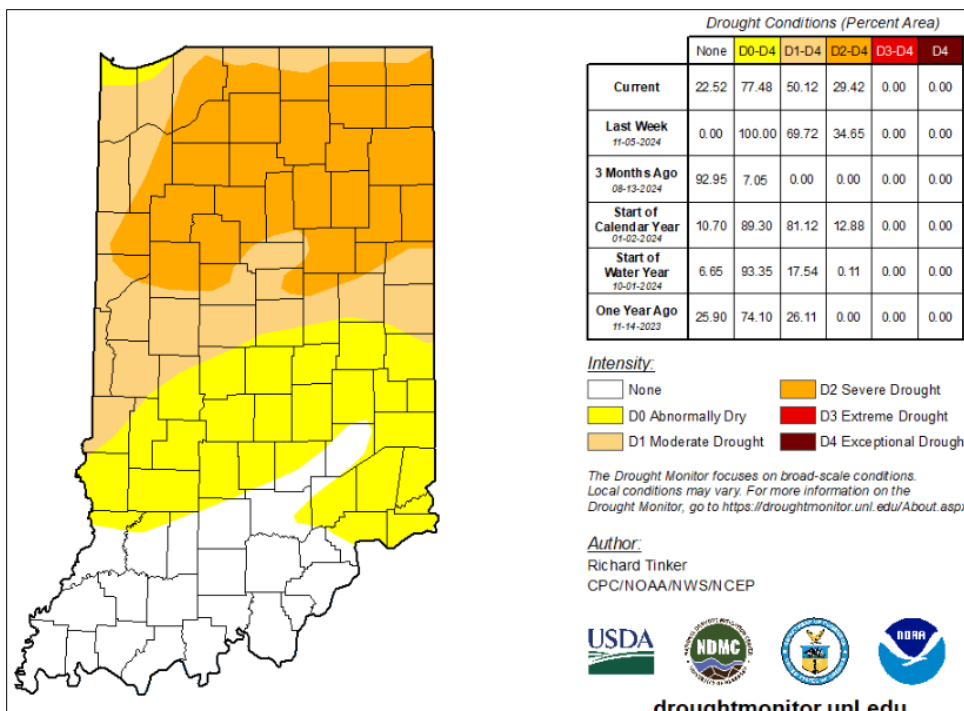 Drought Conditions (Percent Area)
None D0-D4 D1-D4 D2-D4 D3-D4 D4
Current 22.52 77.48 50.12 29.42 0.00 0.00
Last Week
11-05-2024 0.00 100.00 69.72 34.65 0.00 0.00
3 Months Ago
08-13-2024 92.95 7.05 0.00 0.00 0.00 0.00
Start of
Calendar Year
01-02-2024 10.70 89.30 81.12 12.88 0.00 0.00
Start of
Water Year
10-01-2024 6.65 93.35 17.54 0.11 0.00 0.00
One Year Ago
11-14-2023 25.90 74.10 26.11 0.00 0.00 0.00
Intensity:
None
D0 Abnormally Dry
D1 Moderate Drought
D2 Severe Drought
D3 Extreme Drought
D4 Exceptional Drough
The Drought Monitor focuses on broad-scale conditions.
Local conditions may vary. For more information on the
Drought Monitor, go to https://droughtmonitor.unl.edu/About.aspx
Author:
Richard Tinker
CPC/NOAA/NWS/NCEP
USDA
NDMC
NOAA
droughtmonitor.unl.edu